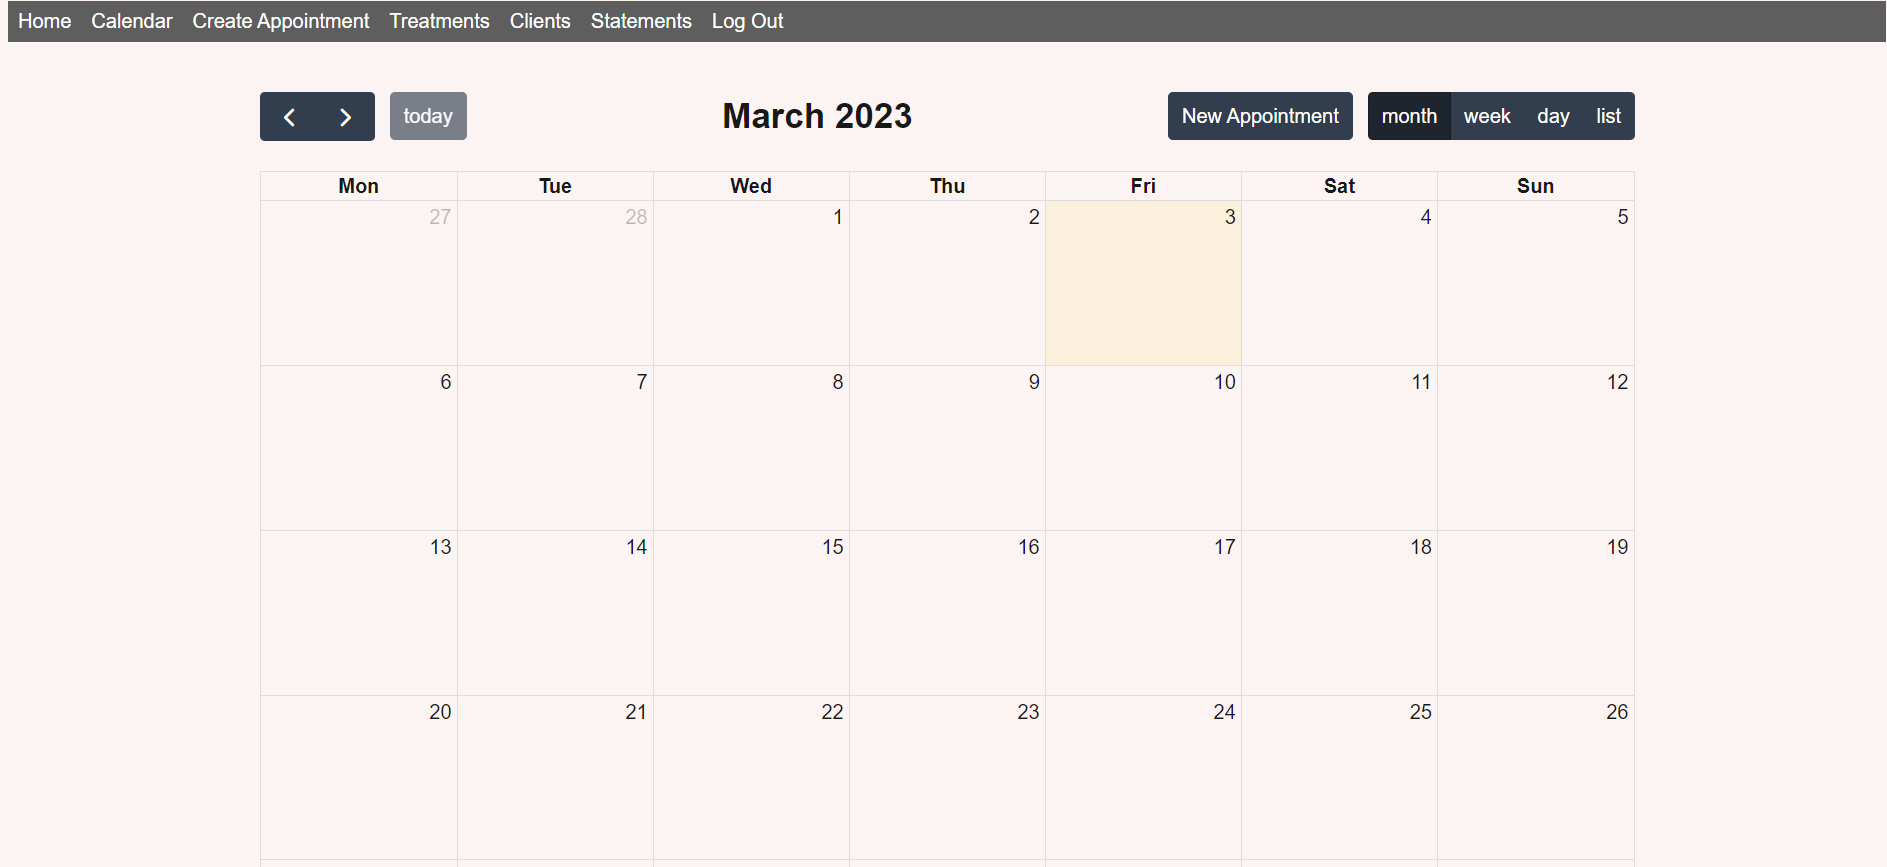 Home Calendar Create Appointment Treatments Clients Statements Log Out
today March 2023 New Appointment month week day list
Mon Tue Wed Thu Fri Sat Sun
27 28 1 2 3 4 5
6 7 8 9 10 11 12
13 14 15 16 17 18 19
20 21 22 23 24 25 26